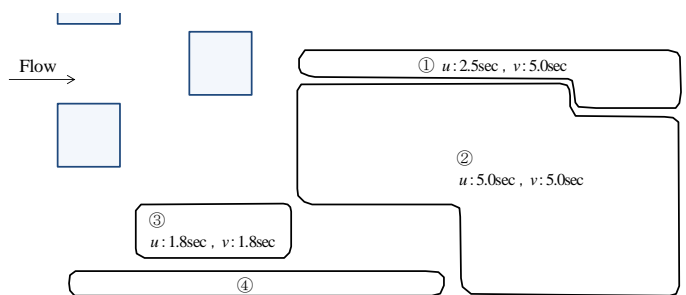 Flow
① u : 2.5sec , v : 5.0sec
②
u : 5.0sec , v : 5.0sec
③
u : 1.8sec , v : 1.8sec
④